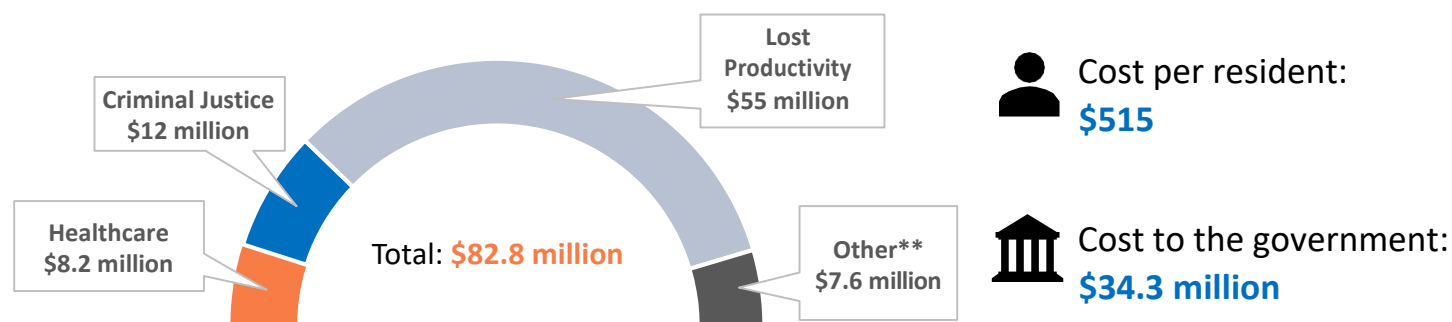 Lost
Productivity
$55 million
Criminal Justice
$12 million
Healthcare
$8.2 million
Total: $82.8 million
Other**
$7.6 million
Cost per resident:
$515
Cost to the government:
$34.3 million